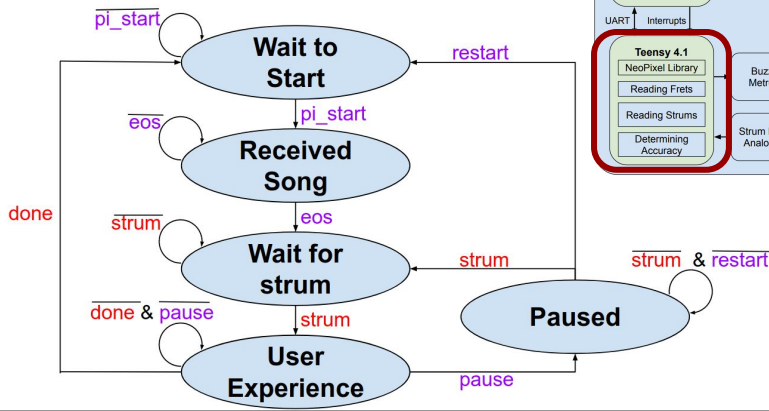 pi_start
Wait to
Start
restart
pi_start
eos
Received
Song
eos
done
strum
Wait for
strum
strum
strum & restart
done & pause
strum
Paused
User
Experience
pause
UART
Interrupts
Teensy 4.1
NeoPixel Library
Reading Frets
Reading Strums
Determining
Accuracy
Strum